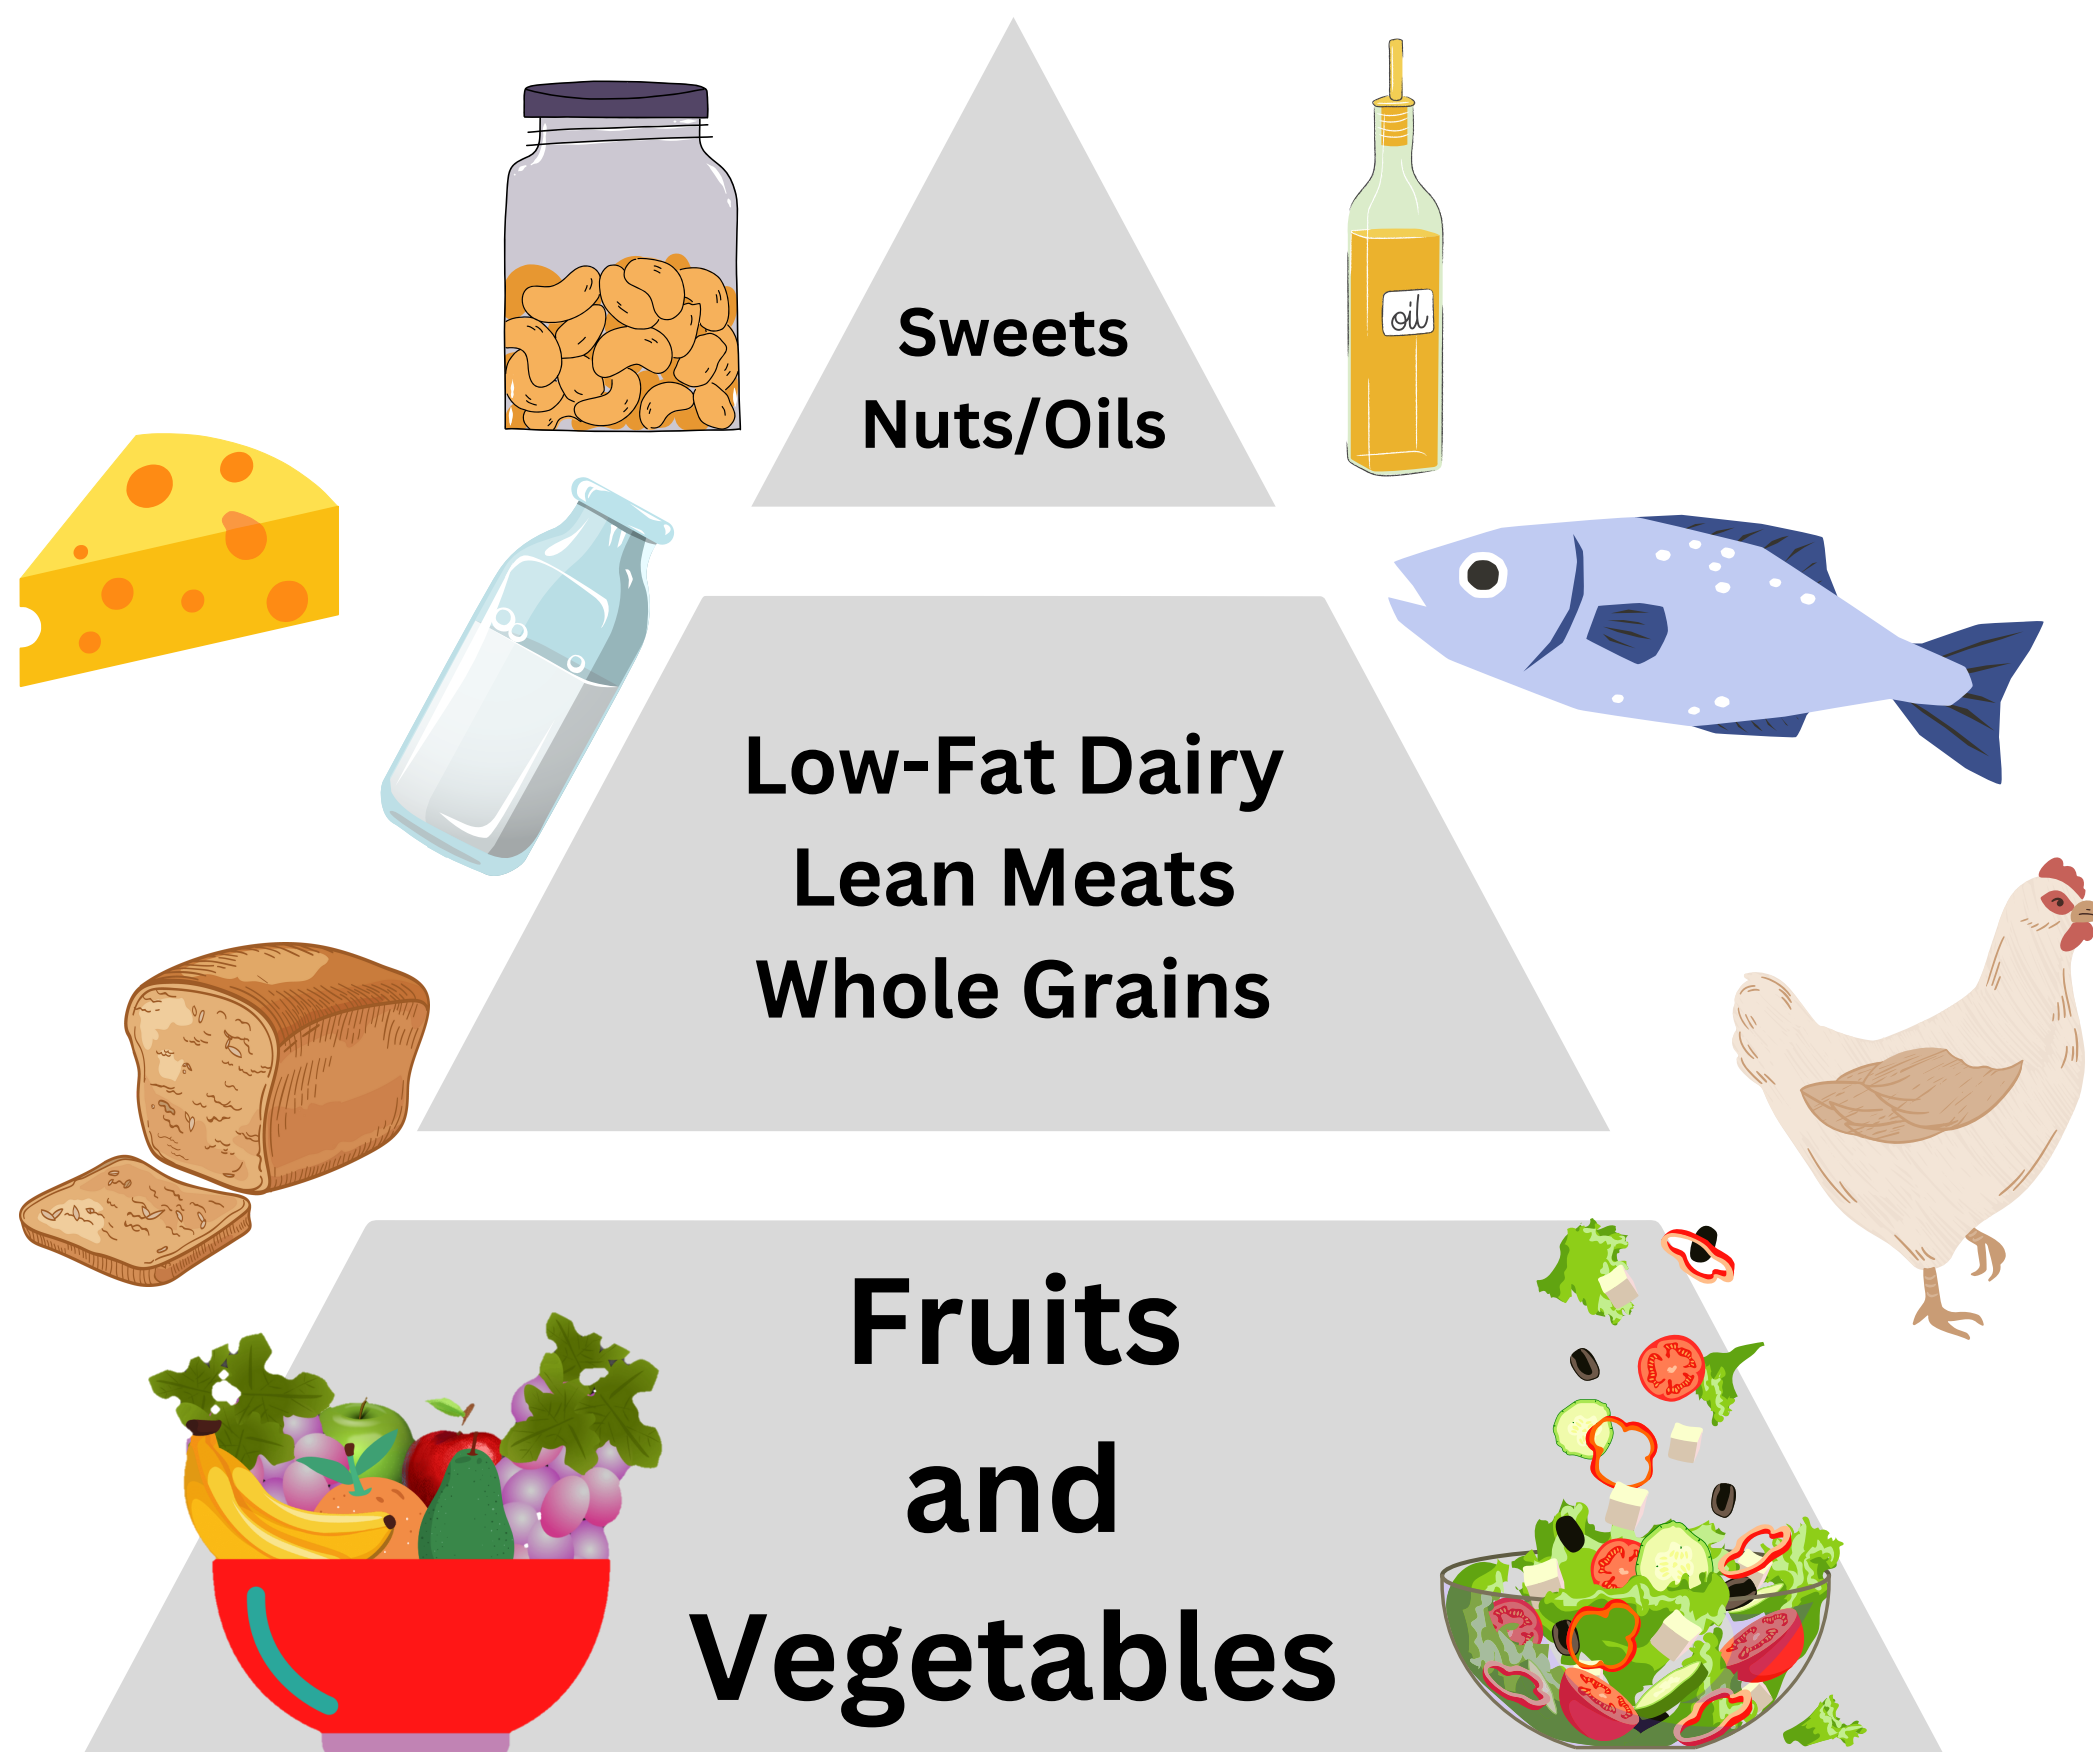 Sweets
Nuts/Oils
oil
Low-Fat Dairy
Lean Meats
Whole Grains
Fruits
and
Vegetables